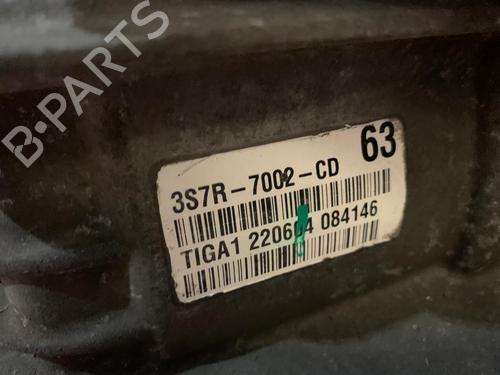 B-PARTS
63
3S7R-7002-CD
TIGA1 220604 084146